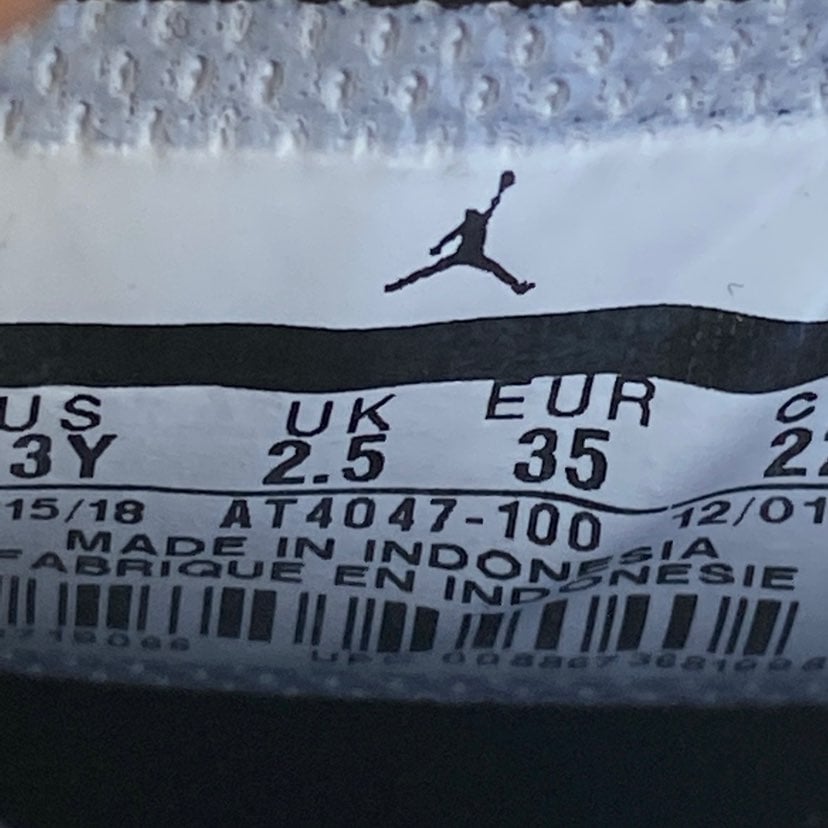 US UK EUR
3Y 2.5 35
15/18 AT4047-100 12/01
MADE IN INDONESIA
FABRIQUE EN INDONESIE